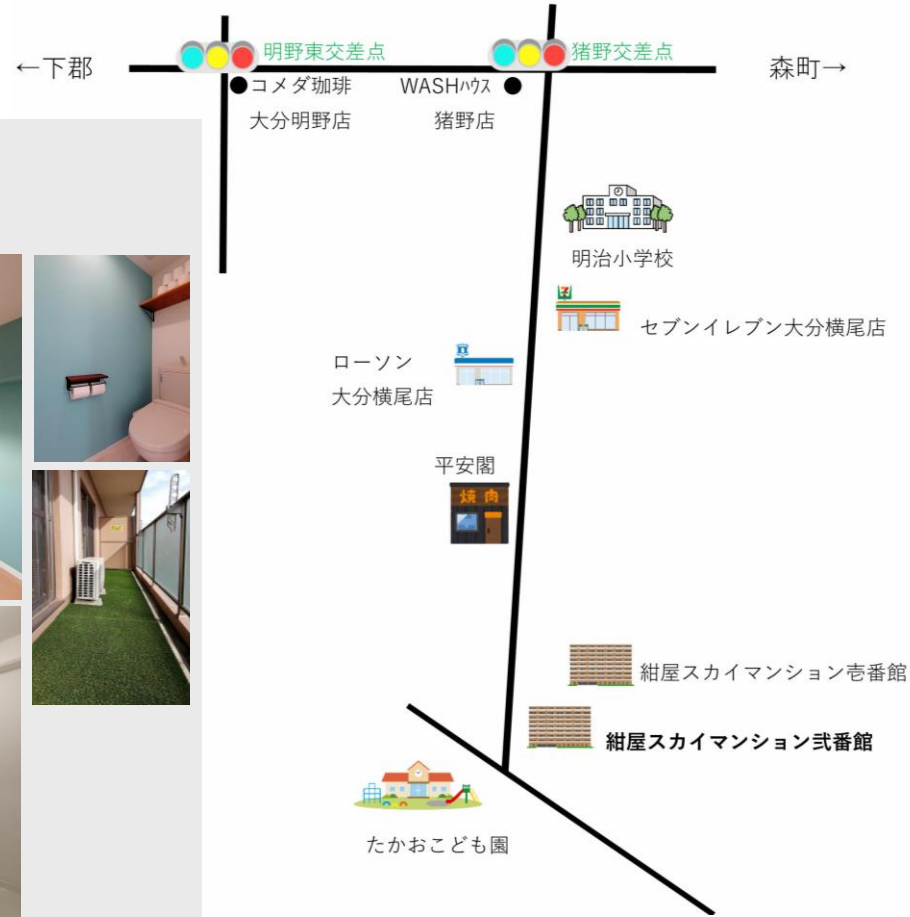 明野東交差点
猪野交差点
←下郡
森町→
コメダ珈琲
大分明野店
WASHハウス
猪野店
明治小学校
7
セブンイレブン大分横尾店
ローソン
大分横尾店
平安閣
焼肉
紺屋スカイマンション壱番館
紺屋スカイマンション弐番館
たかおこども園